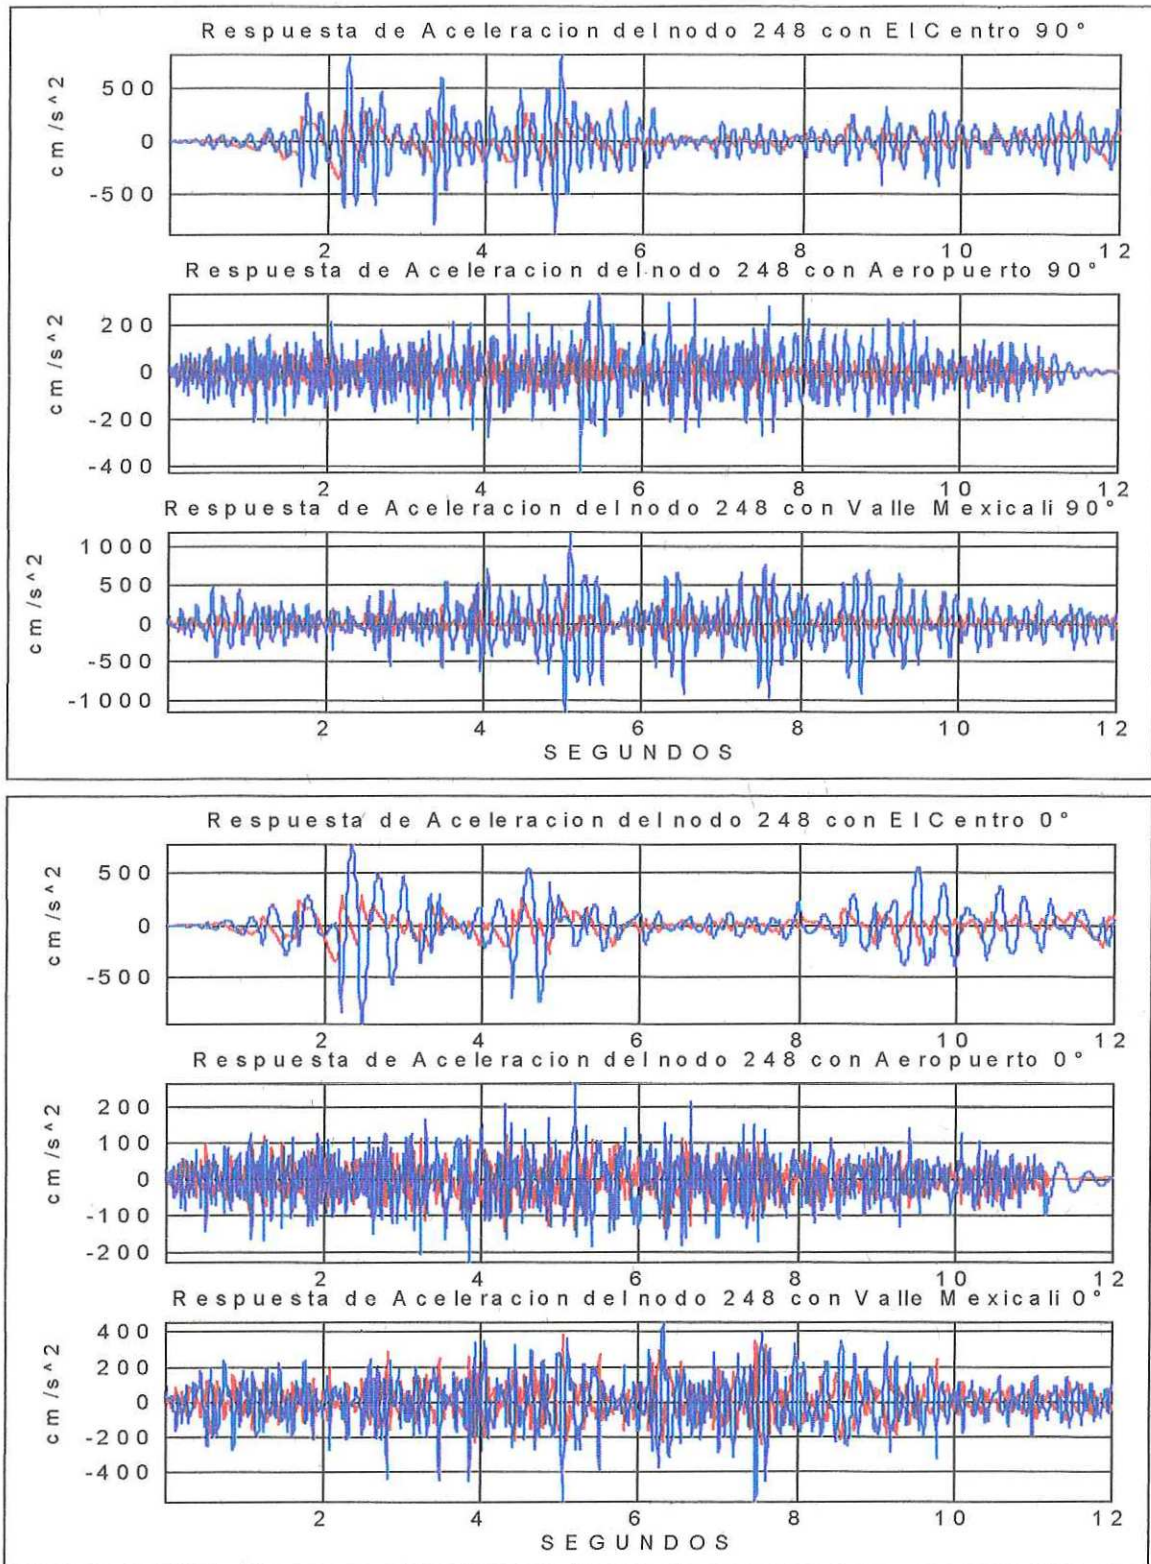 Respuesta de Aceleracion del nodo 248 con El Centro 90°
cm/s^2
500
0
-500
2 4 6 8 10 12
Respuesta de Aceleracion del nodo 248 con Aeropuerto 90°
cm/s^2
200
0
-200
-400
2 4 6 8 10 12
Respuesta de Aceleracion del nodo 248 con Valle Mexicali 90°
cm/s^2
1000
500
0
-500
-1000
2 4 6 8 10 12
SEGUNDOS
Respuesta de Aceleracion del nodo 248 con El Centro 0°
cm/s^2
500
0
-500
2 4 6 8 10 12
Respuesta de Aceleracion del nodo 248 con Aeropuerto 0°
cm/s^2
200
100
0
-100
-200
2 4 6 8 10 12
Respuesta de Aceleracion del nodo 248 con Valle Mexicali 0°
cm/s^2
400
200
0
-200
-400
2 4 6 8 10 12
SEGUNDOS